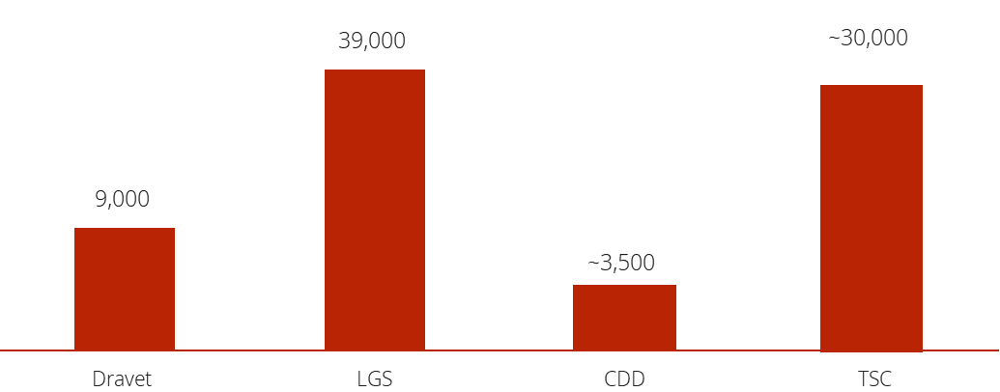 39,000
~30,000
9,000
~3,500
Dravet
LGS
CDD
TSC